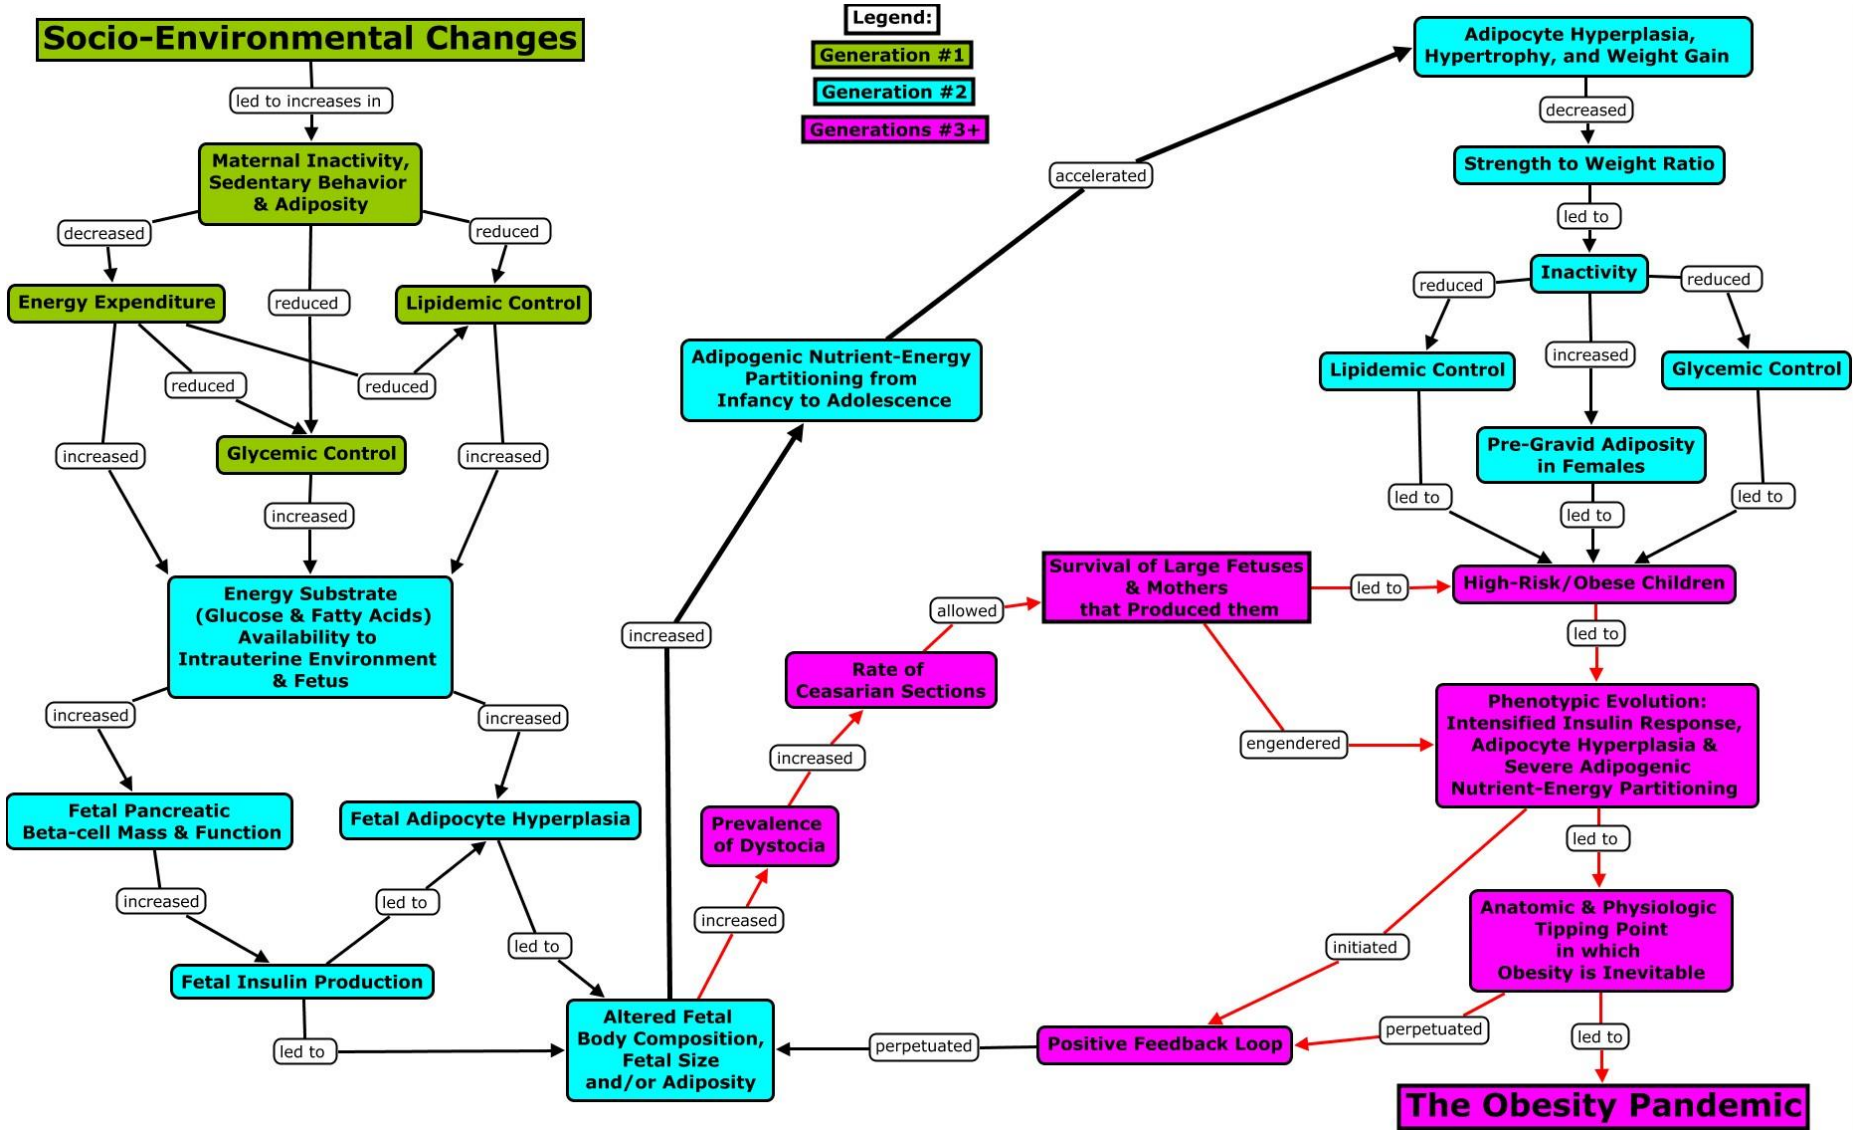 Socio-Environmental Changes
Legend:
Generation #1
Generation #2
Generations #3+
led to increases in
Maternal Inactivity,
Sedentary Behavior
& Adiposity
decreased
reduced
reduced
Energy Expenditure
Lipidemic Control
reduced
reduced
increased
Glycemic Control
increased
increased
Energy Substrate
(Glucose & Fatty Acids)
Availability to
Intrauterine Environment
& Fetus
increased
increased
Fetal Pancreatic
Beta-cell Mass & Function
Fetal Adipocyte Hyperplasia
increased
led to
led to
Fetal Insulin Production
led to
Altered Fetal
Body Composition,
Fetal Size
and/or Adiposity
increased
Adipogenic Nutrient-Energy
Partitioning from
Infancy to Adolescence
accelerated
Adipocyte Hyperplasia,
Hypertrophy, and Weight Gain
decreased
Strength to Weight Ratio
led to
Inactivity
reduced
reduced
increased
Lipidemic Control
Glycemic Control
Pre-Gravid Adiposity
in Females
led to
led to
led to
increased
Prevalence
of Dystocia
increased
Rate of
Ceasarian Sections
allowed
Survival of Large Fetuses
& Mothers
that Produced them
led to
High-Risk/Obese Children
led to
engendered
Phenotypic Evolution:
Intensified Insulin Response,
Adipocyte Hyperplasia &
Severe Adipogenic
Nutrient-Energy Partitioning
led to
initiated
Anatomic & Physiologic
Tipping Point
in which
Obesity is Inevitable
perpetuated
Positive Feedback Loop
perpetuated
led to
The Obesity Pandemic